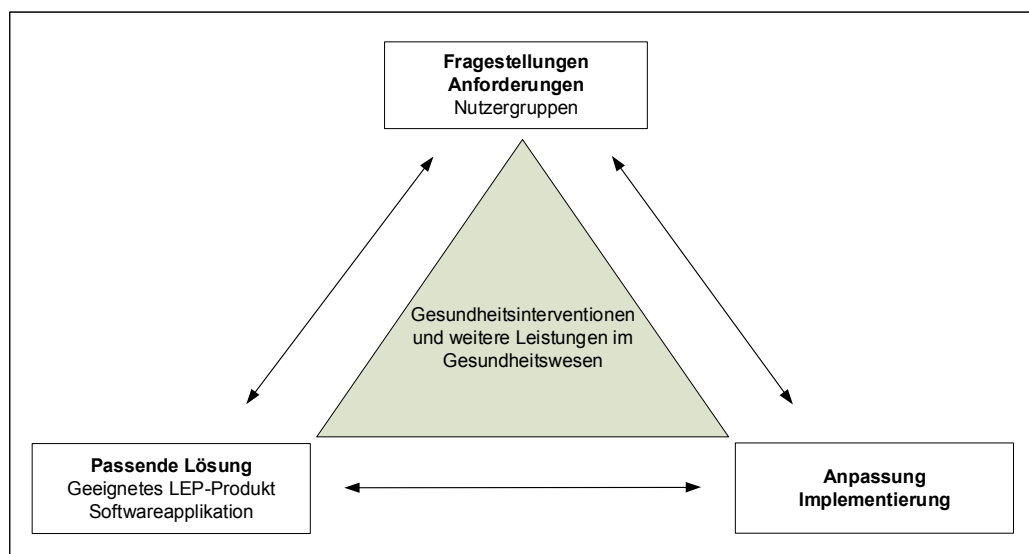 Fragestellungen
Anforderungen
Nutzergruppen
Gesundheitsinterventionen
und weitere Leistungen im
Gesundheitswesen
Passende Lösung
Geeignetes LEP-Produkt
Softwareapplikation
Anpassung
Implementierung